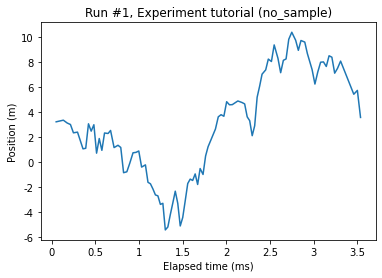 Run #1, Experiment tutorial (no_sample)
10
8
6
4
2
0
-2
-4
-6
Position (m)
0 0.5 1 1.5 2 2.5 3 3.5
Elapsed time (ms)